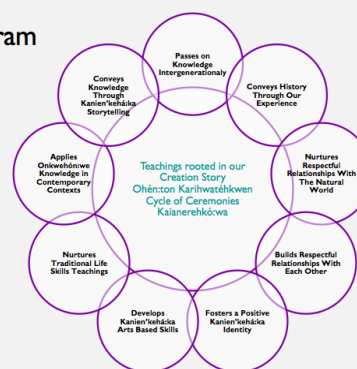 ram
Passes on
Knowledge
Intergenerationaly
Conveys History
Through Our
Experience
Nurtures
Respectful
Relationships With
The Natural
World
Builds Respectful
Relationships With
Each Other
Fosters a Positive
Kanien'kehá:ka
Identity
Develops
Kanien'kehá:ka
Arts Based Skills
Nurtures
Traditional Life
Skills Teachings
Applies
Onkwehón:we
Knowledge in
Contemporary
Contexts
Conveys
Knowledge
Through
Kanien'kehá:ka
Storytelling
Teachings rooted in our
Creation Story
Ohén:ton Karihwatéhkwen
Cycle of Ceremonies
Kaianerehkó:wa